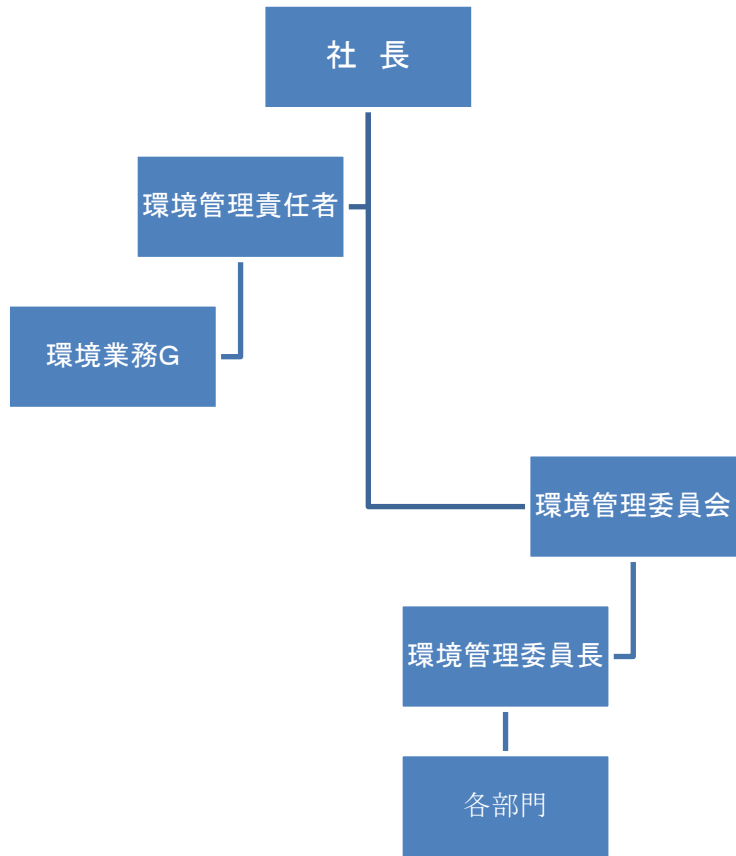 社 長
環境管理責任者
環境業務G
環境管理委員会
環境管理委員長
各部門